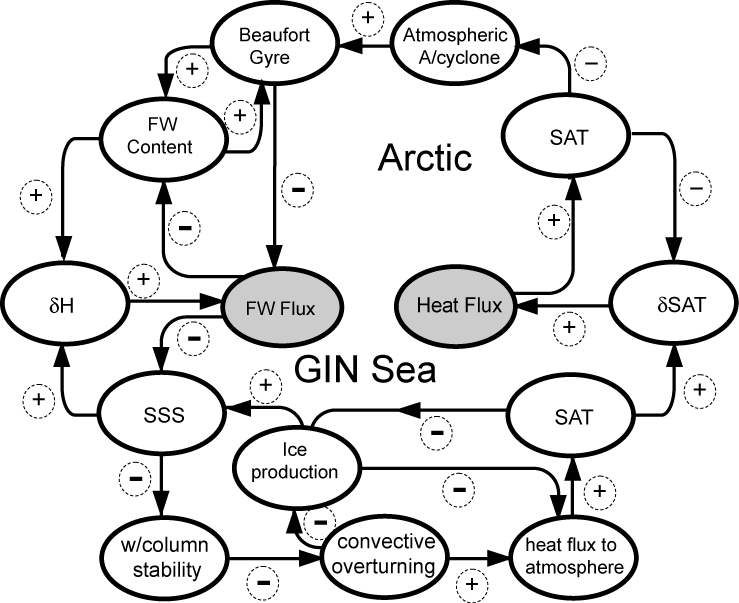 Beaufort
Gyre
+
Atmospheric
A/cyclone
+
−
FW
Content
+
SAT
Arctic
+
-
−
-
+
δH
+
FW Flux
Heat Flux
+
δSAT
-
GIN Sea
+
+
SSS
+
SAT
+
-
Ice
production
-
-
+
-
w/column
stability
-
convective
overturning
+
heat flux to
atmosphere